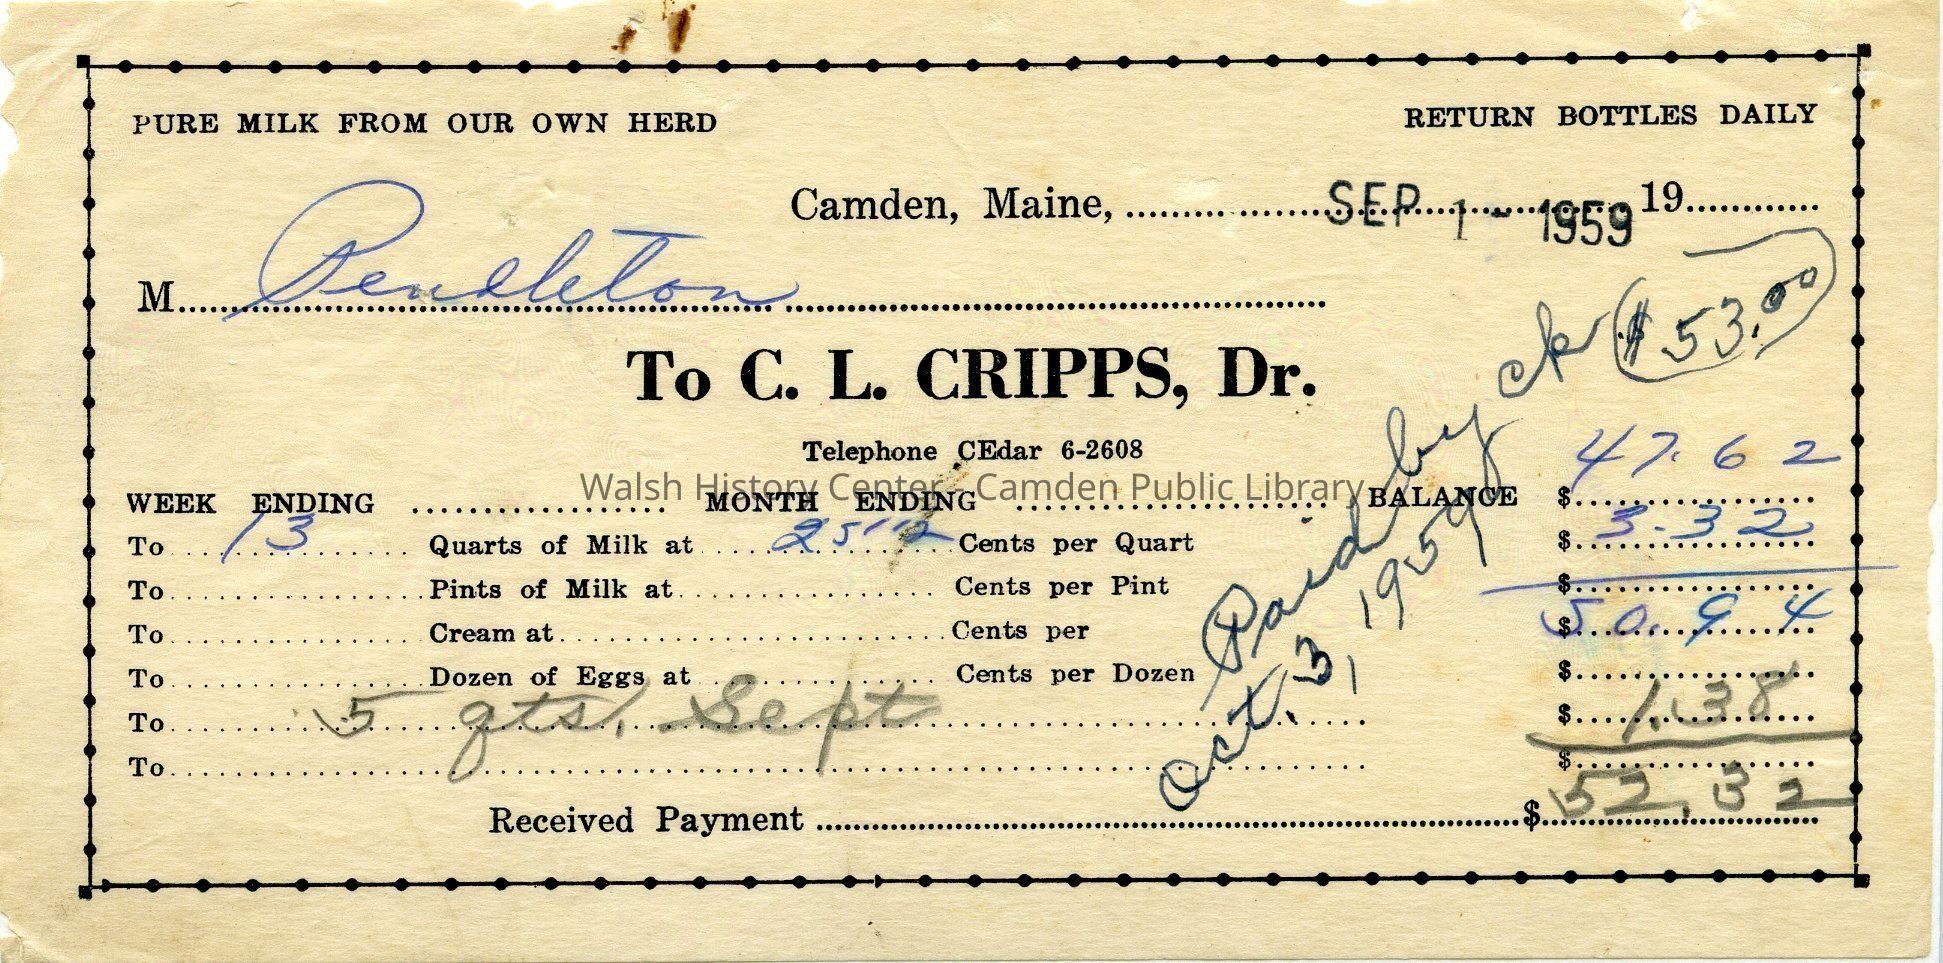 PURE MILK FROM OUR OWN HERD RETURN BOTTLES DAILY
Camden, Maine, SEP 1 - 1959 19
M Pendleton
ck $53.00
To C. L. CRIPPS, Dr.
Telephone CEdar 6-2608
Walsh History Center - Camden Public Library
WEEK ENDING MONTH ENDING BALANCE $ 47.62
To 13 Quarts of Milk at 25 1/2 Cents per Quart $ 3.32
To Pints of Milk at Cents per Pint $
To Cream at Cents per $ 50.94
To Dozen of Eggs at Cents per Dozen $
To 5 qts. Sept $ 1.38
To $
Received Payment $ 52.32
Paid by
Oct. 3, 1959